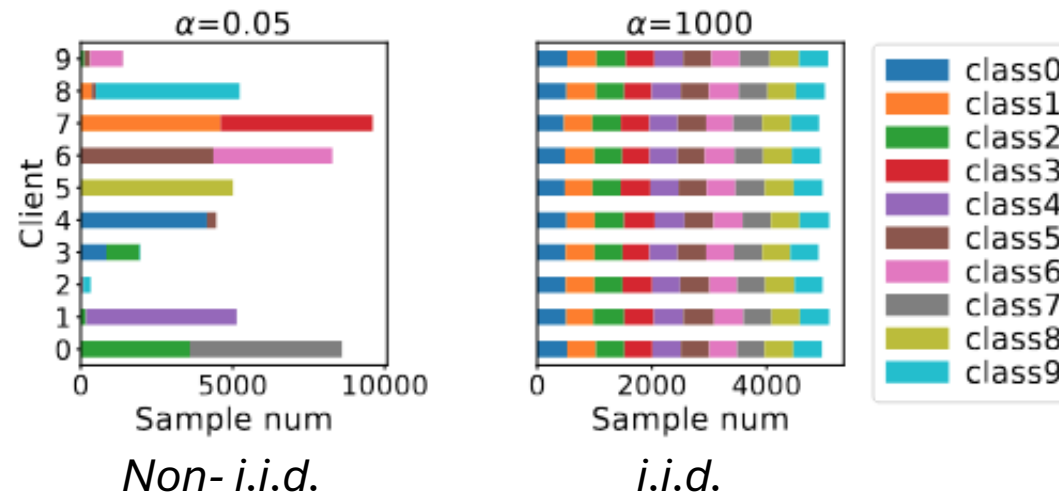 α=0.05
9
8
7
6
5
4
3
2
1
0
Client
0 5000 10000
Sample num
Non- i.i.d.
α=1000
0 2000 4000
Sample num
i.i.d.
class0
class1
class2
class3
class4
class5
class6
class7
class8
class9